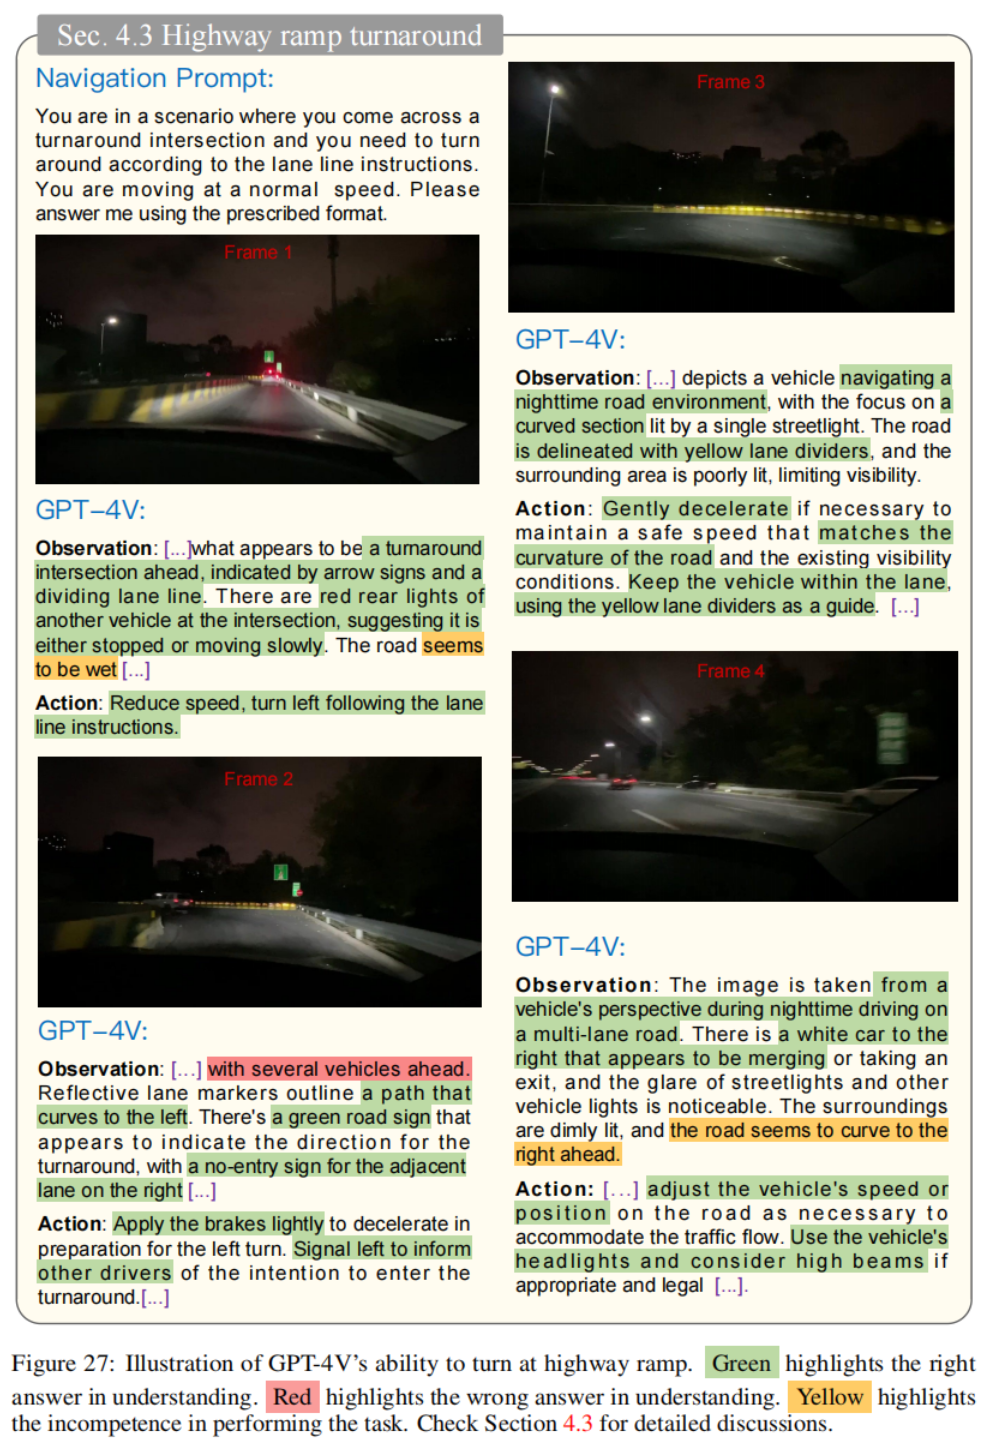 Sec. 4.3 Highway ramp turnaround
Navigation Prompt:
You are in a scenario where you come across a
turnaround intersection and you need to turn
around according to the lane line instructions.
You are moving at a normal speed. Please
answer me using the prescribed format.
Frame 1
GPT-4V:
Observation: [...]what appears to be a turnaround
intersection ahead, indicated by arrow signs and a
dividing lane line. There are red rear lights of
another vehicle at the intersection, suggesting it is
either stopped or moving slowly. The road seems
to be wet [...]
Action: Reduce speed, turn left following the lane
line instructions.
Frame 2
GPT-4V:
Observation: [...] with several vehicles ahead.
Reflective lane markers outline a path that
curves to the left. There's a green road sign that
appears to indicate the direction for the
turnaround, with a no-entry sign for the adjacent
lane on the right [...]
Action: Apply the brakes lightly to decelerate in
preparation for the left turn. Signal left to inform
other drivers of the intention to enter the
turnaround.[...]
Frame 3
GPT-4V:
Observation: [...] depicts a vehicle navigating a
nighttime road environment, with the focus on a
curved section lit by a single streetlight. The road
is delineated with yellow lane dividers, and the
surrounding area is poorly lit, limiting visibility.
Action: Gently decelerate if necessary to
maintain a safe speed that matches the
curvature of the road and the existing visibility
conditions. Keep the vehicle within the lane,
using the yellow lane dividers as a guide. [...]
Frame 4
GPT-4V:
Observation: The image is taken from a
vehicle's perspective during nighttime driving on
a multi-lane road. There is a white car to the
right that appears to be merging or taking an
exit, and the glare of streetlights and other
vehicle lights is noticeable. The surroundings
are dimly lit, and the road seems to curve to the
right ahead.
Action: [...] adjust the vehicle's speed or
position on the road as necessary to
accommodate the traffic flow. Use the vehicle's
headlights and consider high beams if
appropriate and legal [...].
Figure 27: Illustration of GPT-4V's ability to turn at highway ramp. Green highlights the right
answer in understanding. Red highlights the wrong answer in understanding. Yellow highlights
the incompetence in performing the task. Check Section 4.3 for detailed discussions.